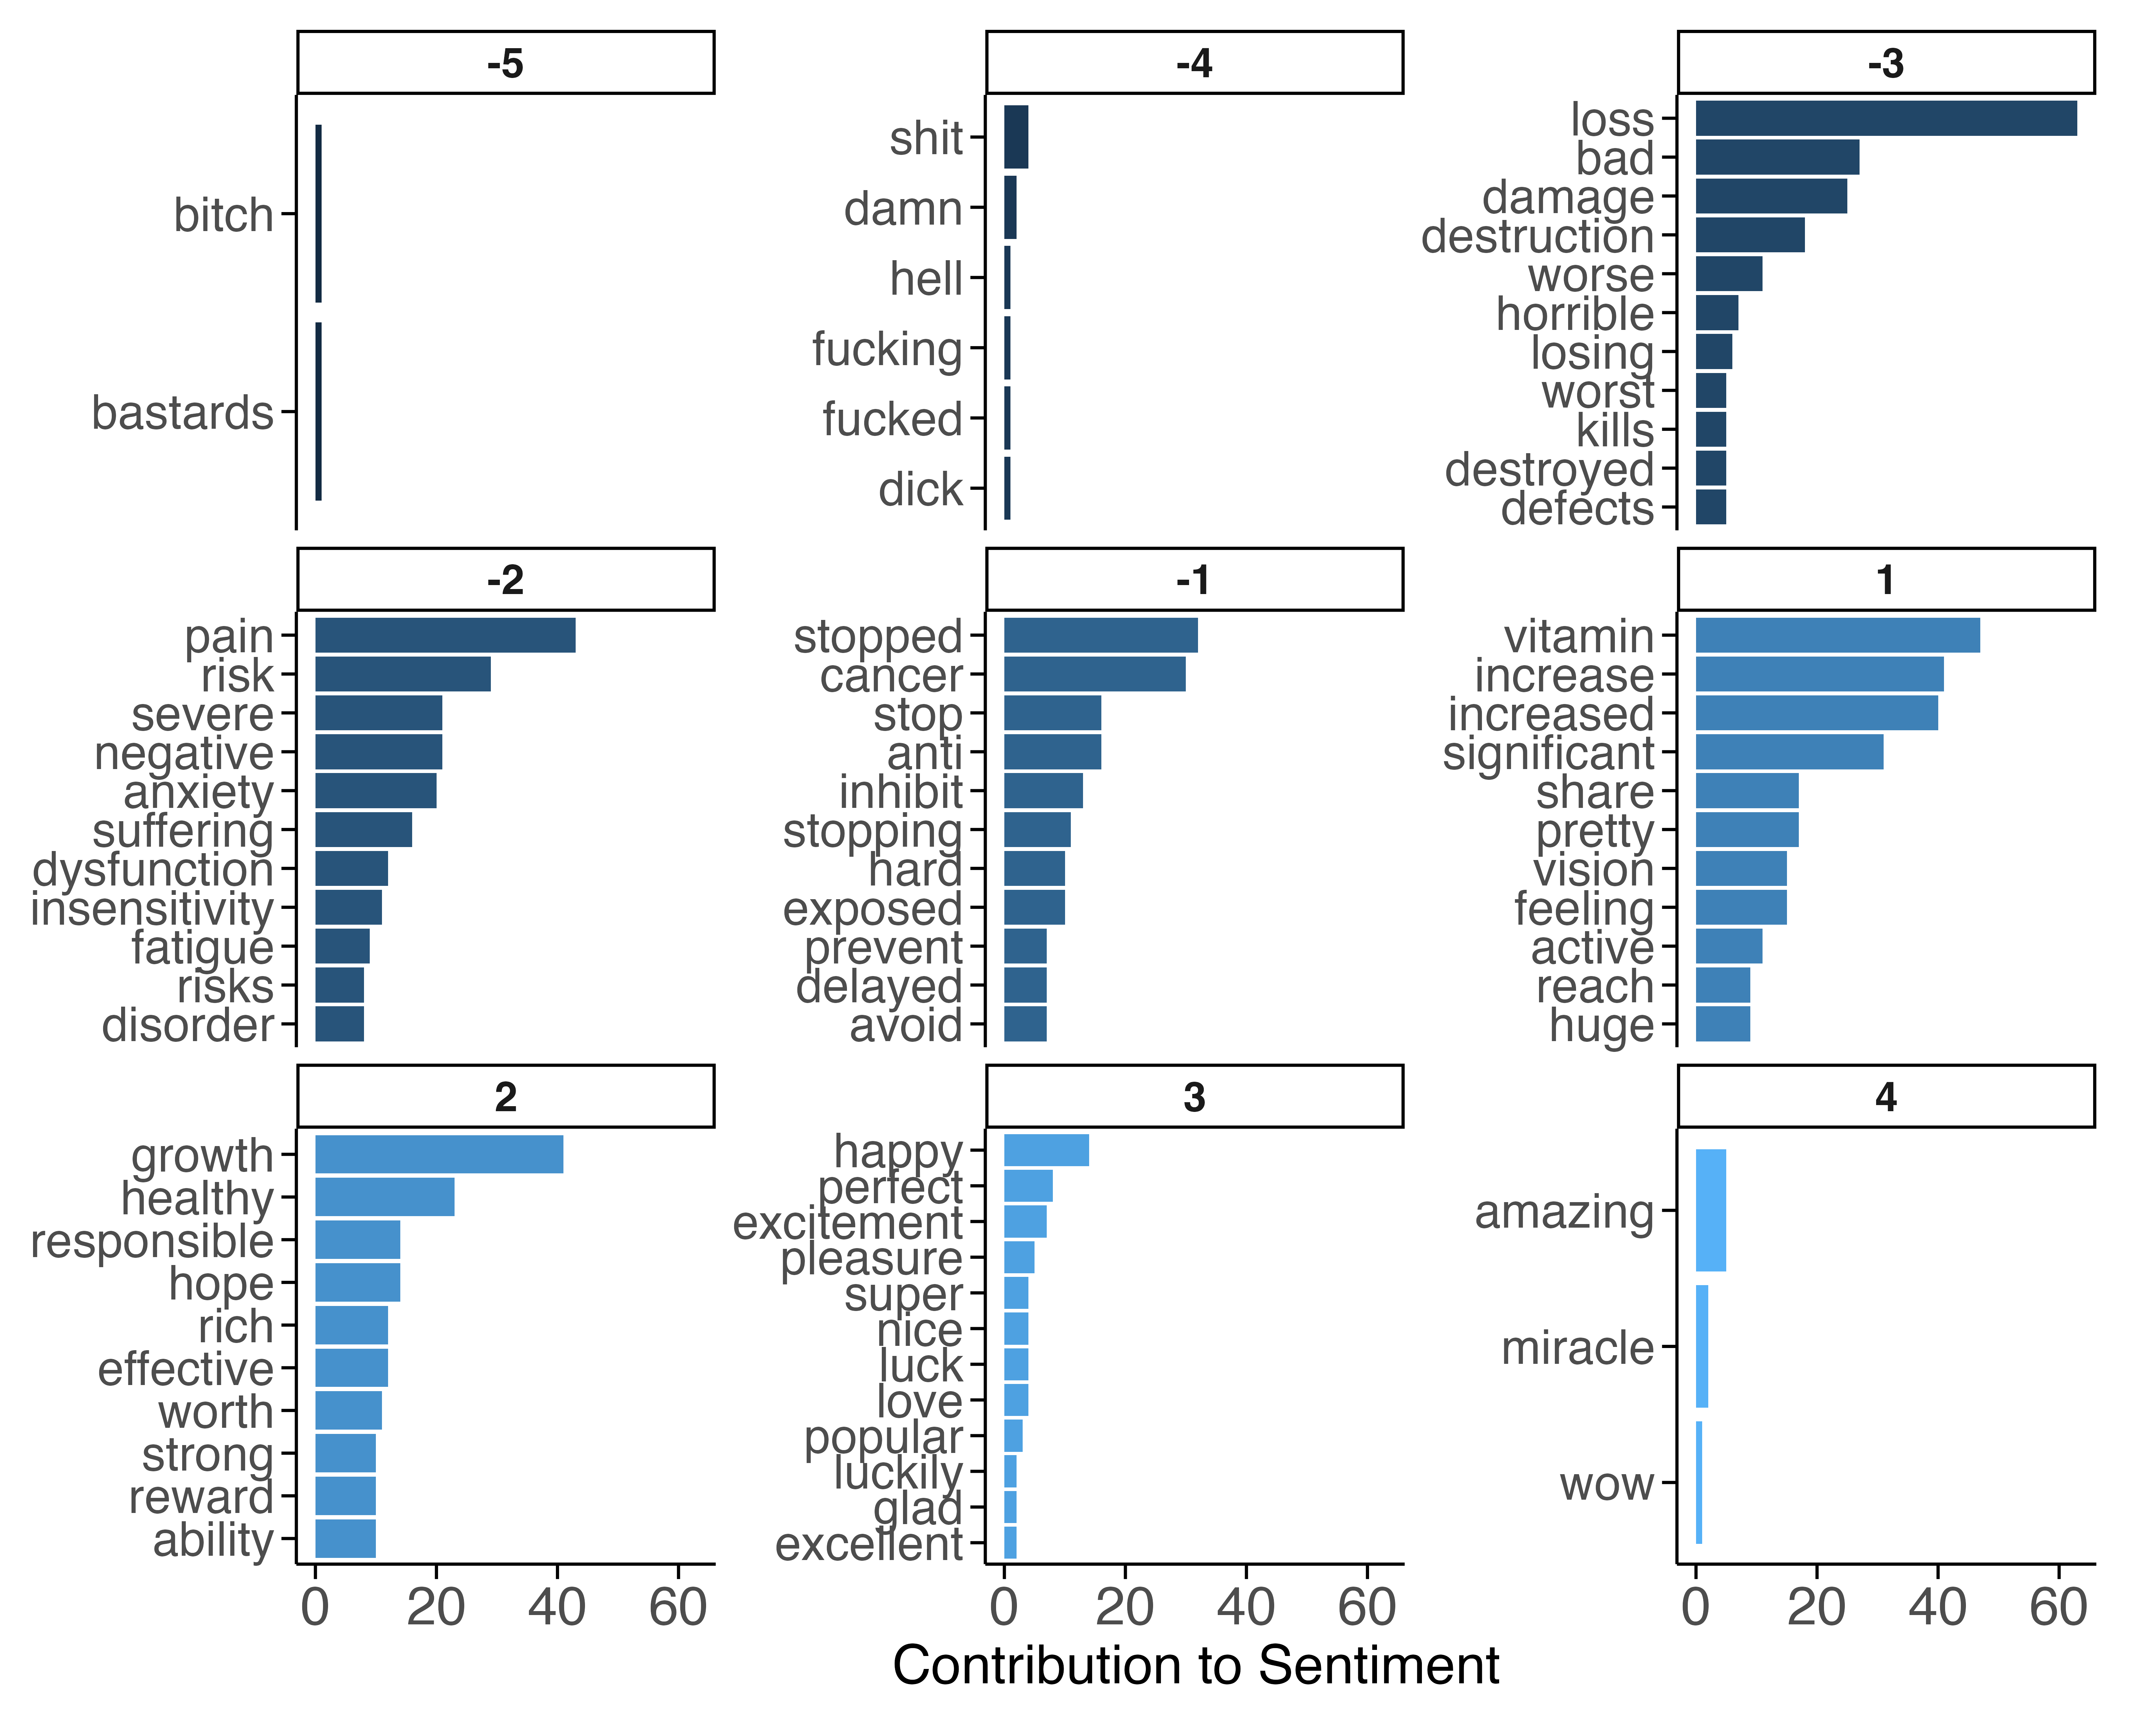 -5
bitch
bastards
-4
shit
damn
hell
fucking
fucked
dick
-3
loss
bad
damage
destruction
worse
horrible
losing
worst
kills
destroyed
defects
-2
pain
risk
severe
negative
anxiety
suffering
dysfunction
insensitivity
fatigue
risks
disorder
-1
stopped
cancer
stop
anti
inhibit
stopping
hard
exposed
prevent
delayed
avoid
1
vitamin
increase
increased
significant
share
pretty
vision
feeling
active
reach
huge
2
growth
healthy
responsible
hope
rich
effective
worth
strong
reward
ability
0 20 40 60
3
happy
perfect
excitement
pleasure
super
nice
luck
love
popular
luckily
glad
excellent
0 20 40 60
4
amazing
miracle
wow
0 20 40 60
Contribution to Sentiment